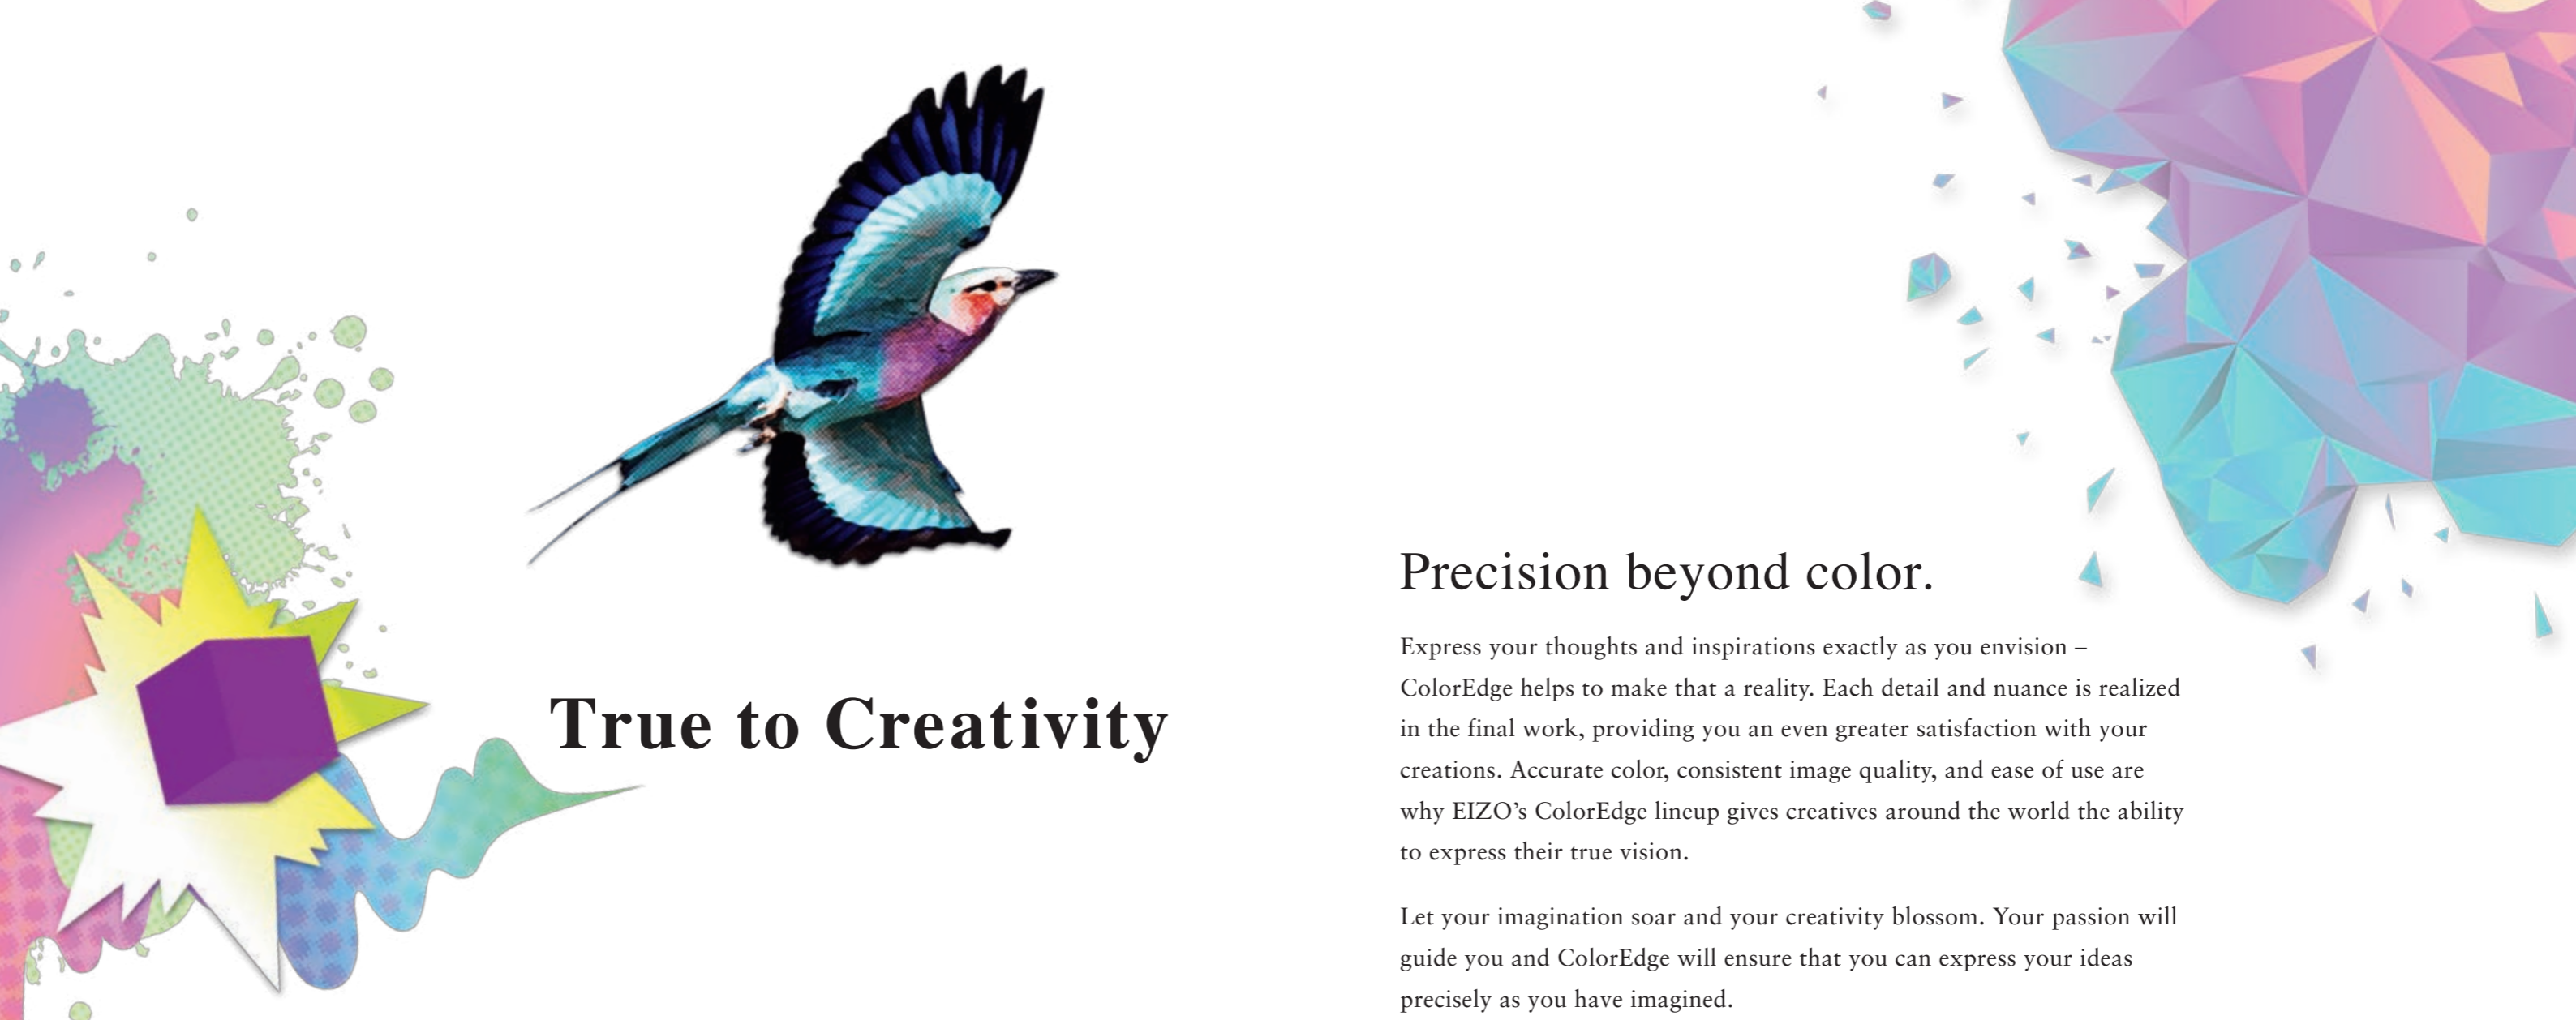 True to Creativity
Precision beyond color.
Express your thoughts and inspirations exactly as you envision –
ColorEdge helps to make that a reality. Each detail and nuance is realized
in the final work, providing you an even greater satisfaction with your
creations. Accurate color, consistent image quality, and ease of use are
why EIZO’s ColorEdge lineup gives creatives around the world the ability
to express their true vision.
Let your imagination soar and your creativity blossom. Your passion will
guide you and ColorEdge will ensure that you can express your ideas
precisely as you have imagined.